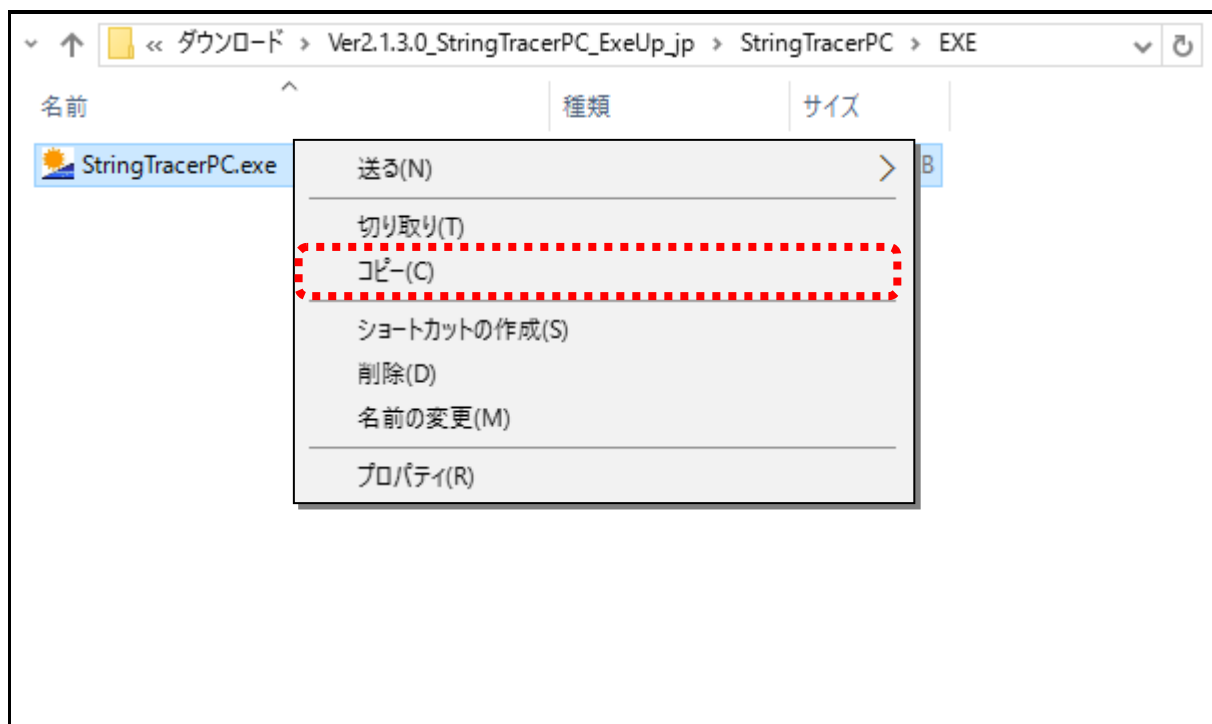 « ダウンロード › Ver2.1.3.0_StringTracerPC_ExeUp_jp › StringTracerPC › EXE
名前 種類 サイズ
StringTracerPC.exe B
送る(N)
切り取り(T)
コピー(C)
ショートカットの作成(S)
削除(D)
名前の変更(M)
プロパティ(R)